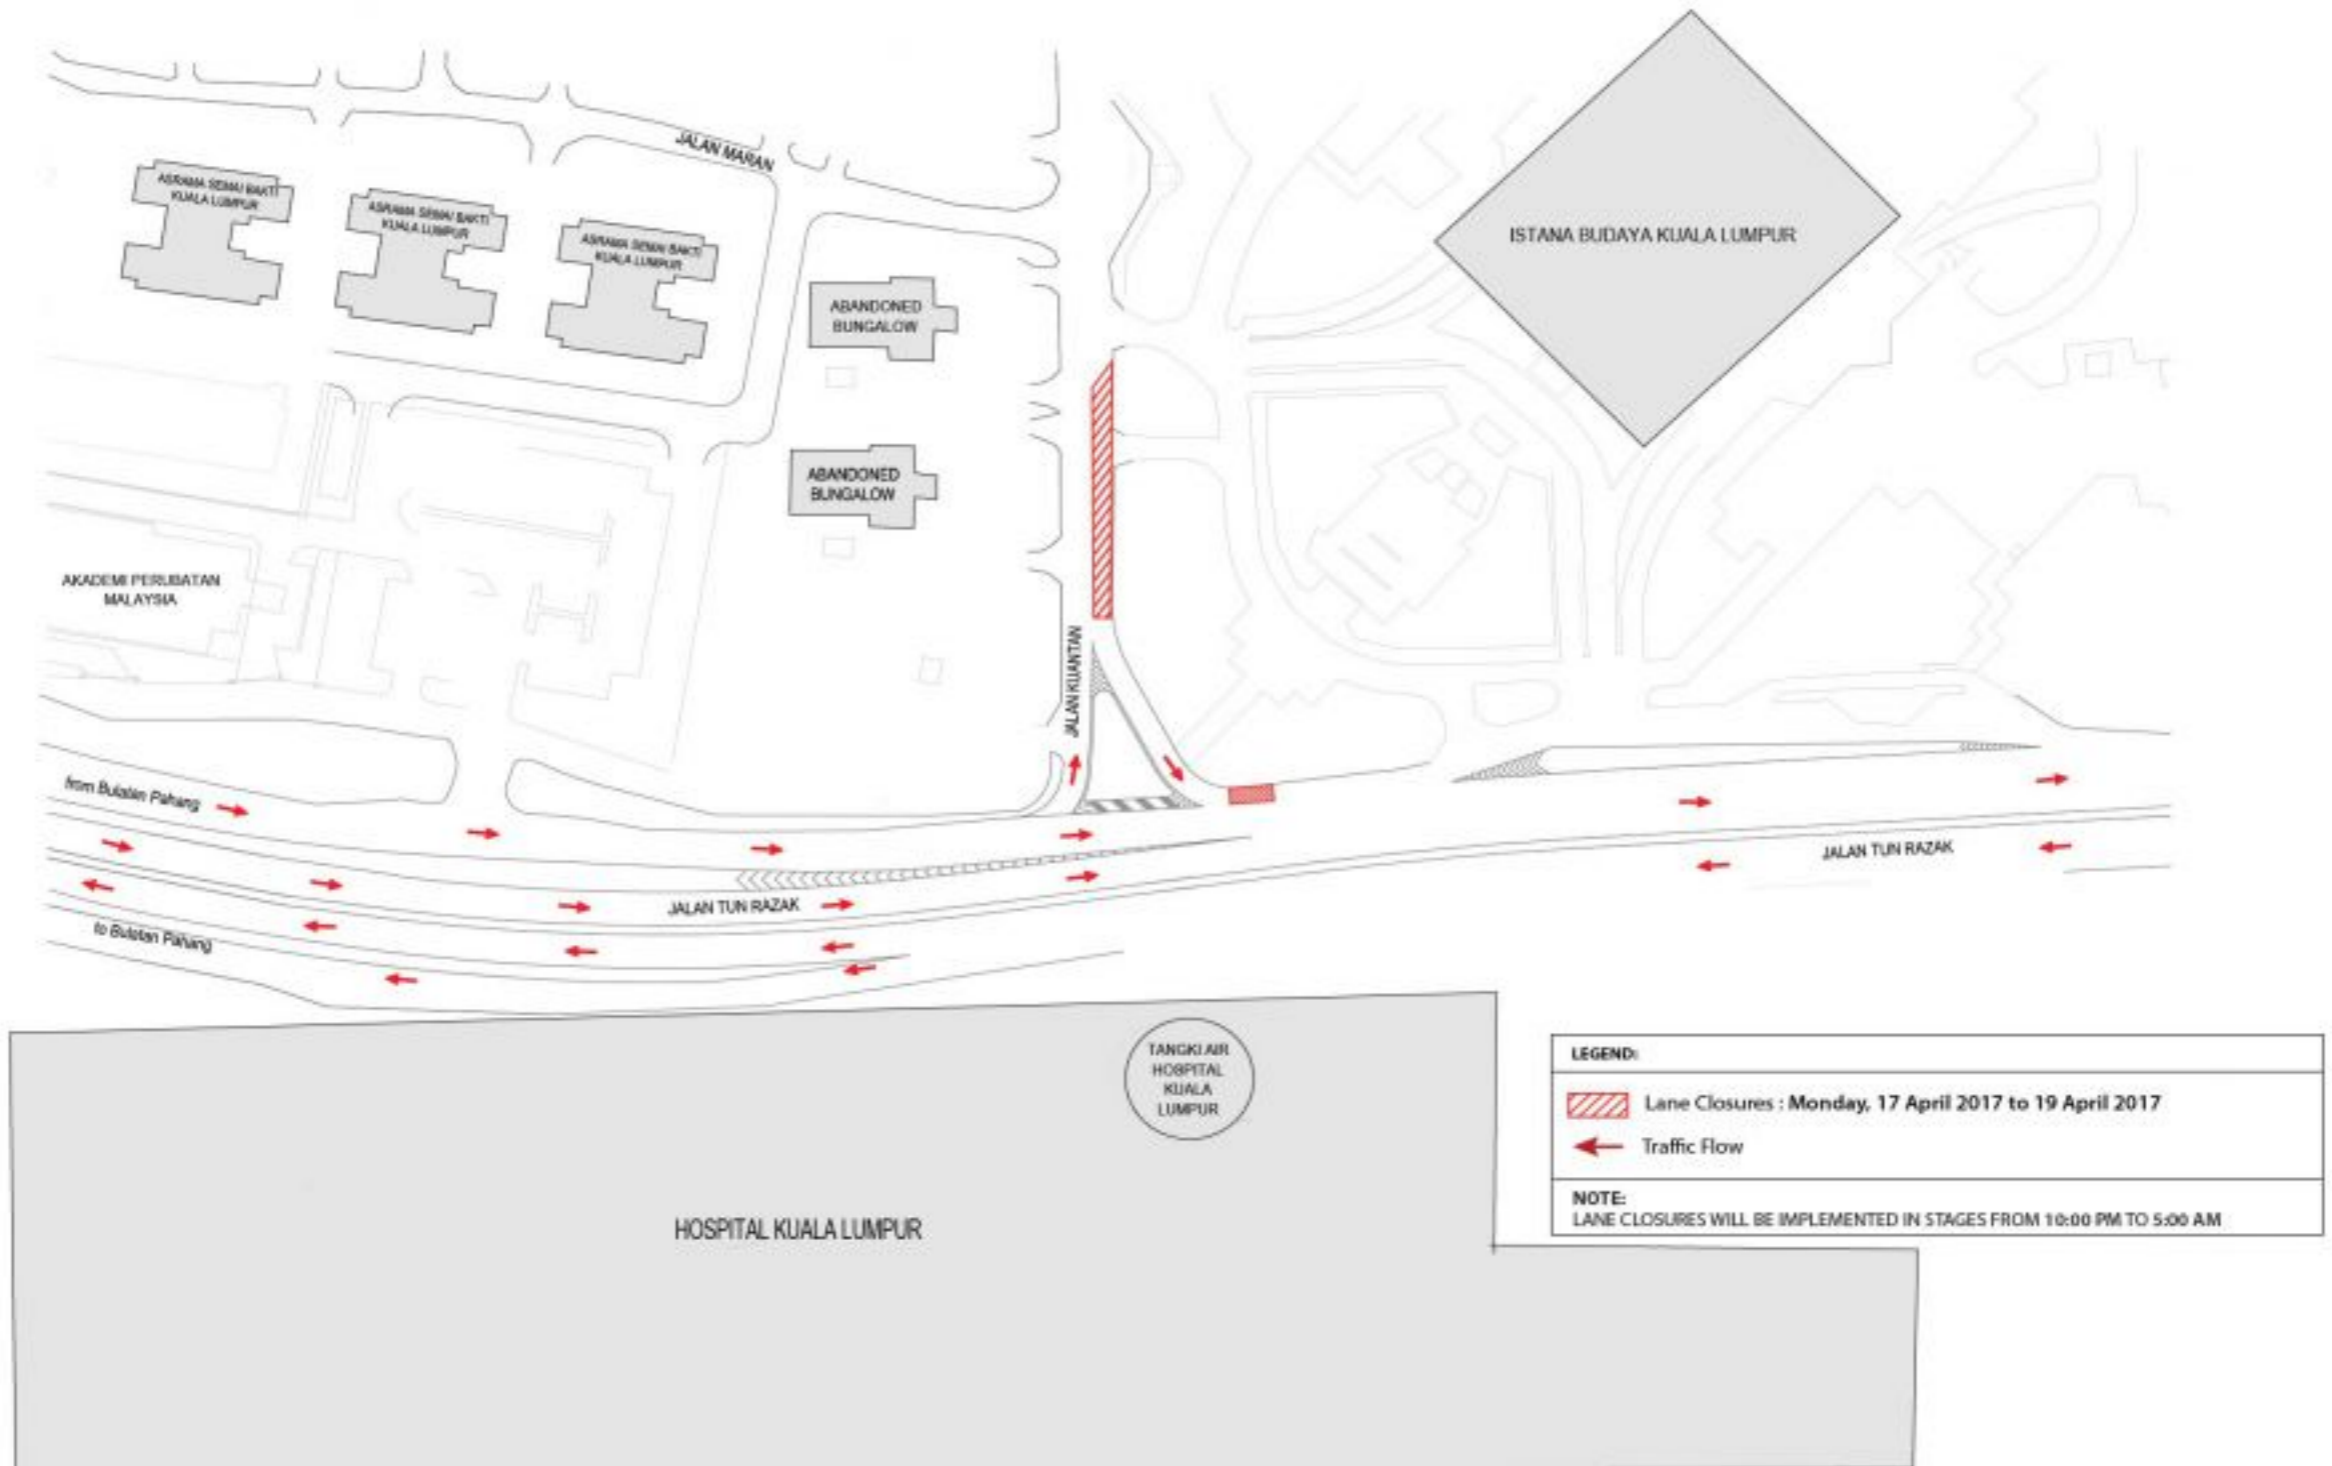 JALAN MARAN
ASRAMA SEMAI BAKTI
KUALA LUMPUR
ASRAMA SEMAI BAKTI
KUALA LUMPUR
ASRAMA SEMAI BAKTI
KUALA LUMPUR
ISTANA BUDAYA KUALA LUMPUR
ABANDONED
BUNGALOW
ABANDONED
BUNGALOW
AKADEMI PERUBATAN
MALAYSIA
JALAN KUANTAN
from Bulatan Pahang
JALAN TUN RAZAK
JALAN TUN RAZAK
to Bulatan Pahang
TANGKI AIR
HOSPITAL
KUALA
LUMPUR
HOSPITAL KUALA LUMPUR
LEGEND:
Lane Closures : Monday, 17 April 2017 to 19 April 2017
Traffic Flow
NOTE:
LANE CLOSURES WILL BE IMPLEMENTED IN STAGES FROM 10:00 PM TO 5:00 AM